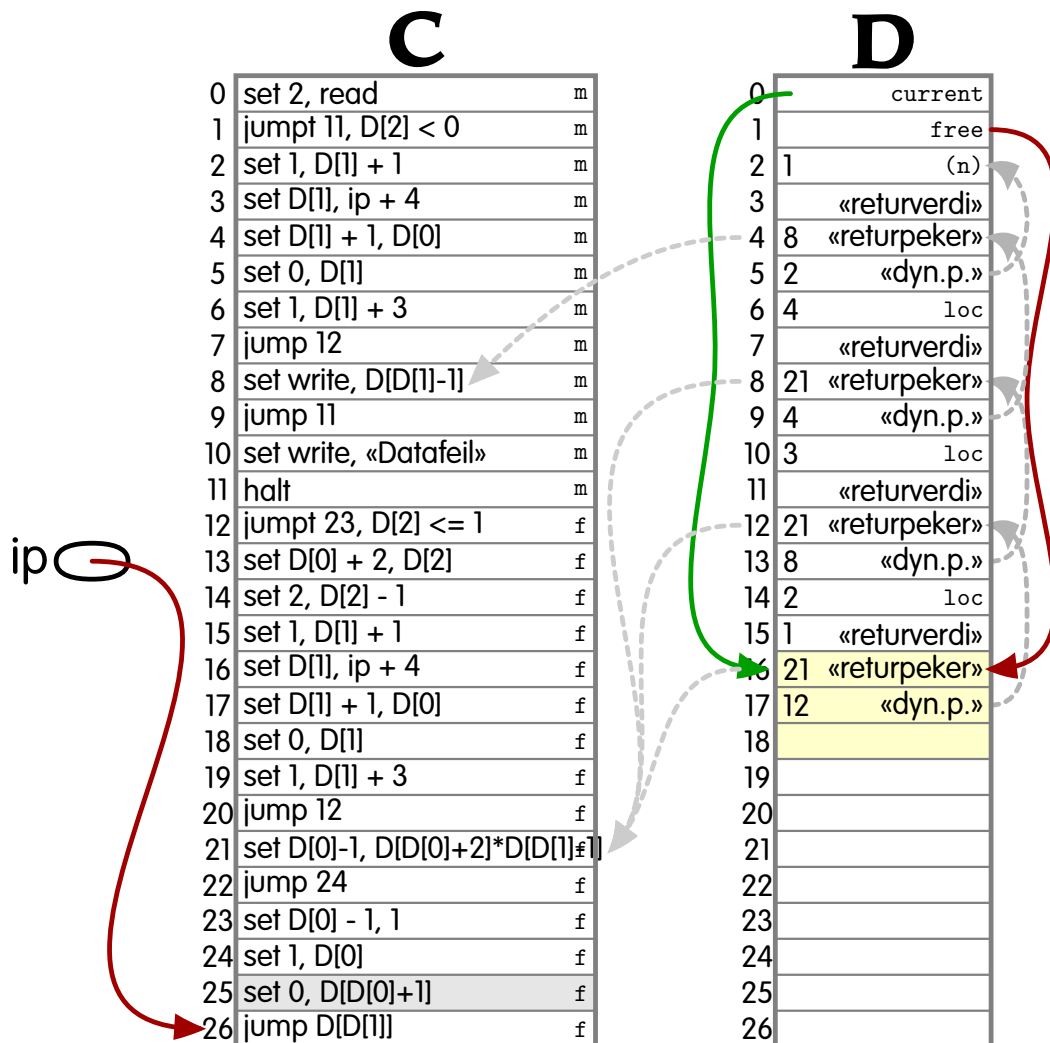 C D
0 set 2, read m 0 current
1 jumpt 11, D[2] < 0 m 1 free
2 set 1, D[1] + 1 m 2 1 (n)
3 set D[1], ip + 4 m 3 «returverdi»
4 set D[1] + 1, D[0] m 4 8 «returpeker»
5 set 0, D[1] m 5 2 «dyn.p.»
6 set 1, D[1] + 3 m 6 4 loc
7 jump 12 m 7 «returverdi»
8 set write, D[D[1]-1] m 8 21 «returpeker»
9 jump 11 m 9 4 «dyn.p.»
10 set write, «Datafeil» m 10 3 loc
11 halt m 11 «returverdi»
12 jumpt 23, D[2] <= 1 f 12 21 «returpeker»
ip 13 set D[0] + 2, D[2] f 13 8 «dyn.p.»
14 set 2, D[2] - 1 f 14 2 loc
15 set 1, D[1] + 1 f 15 1 «returverdi»
16 set D[1], ip + 4 f 16 21 «returpeker»
17 set D[1] + 1, D[0] f 17 12 «dyn.p.»
18 set 0, D[1] f 18
19 set 1, D[1] + 3 f 19
20 jump 12 f 20
21 set D[0]-1, D[D[0]+2]*D[D[1]+1] f 21
22 jump 24 f 22
23 set D[0] - 1, 1 f 23
24 set 1, D[0] f 24
25 set 0, D[D[0]+1] f 25
26 jump D[D[1]] f 26